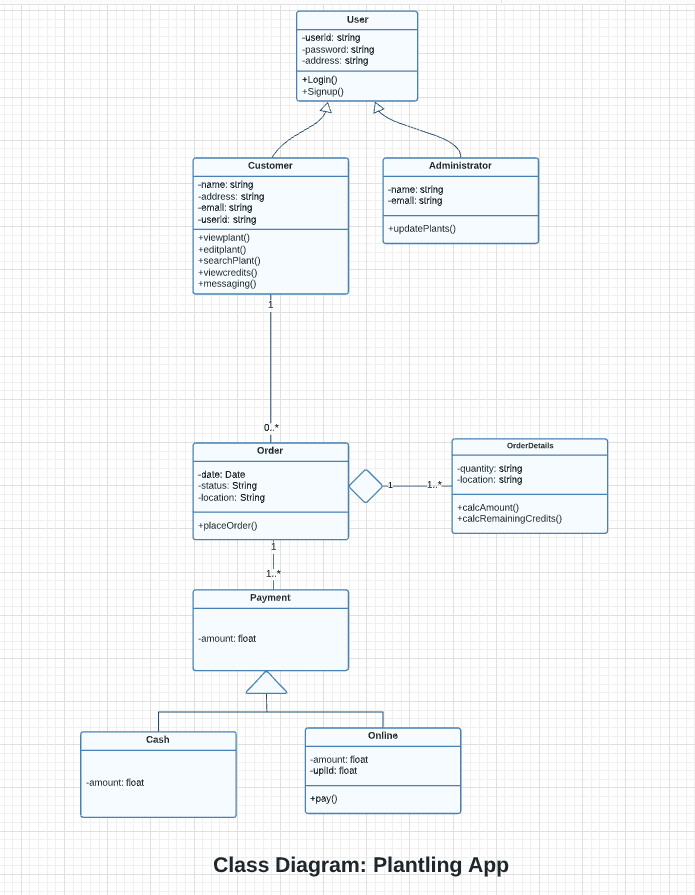 User
-userId: string
-password: string
-address: string
+Login()
+Signup()
Customer
-name: string
-address: string
-email: string
-userid: string
+viewplant()
+editplant()
+searchPlant()
+viewcredits()
+messaging()
Administrator
-name: string
-email: string
+updatePlants()
1
0..*
Order
-date: Date
-status: String
-location: String
+placeOrder()
1
1..*
OrderDetails
-quantity: string
-location: string
+calcAmount()
+calcRemainingCredits()
1
1..*
Payment
-amount: float
Cash
-amount: float
Online
-amount: float
-upiId: float
+pay()
Class Diagram: Plantling App